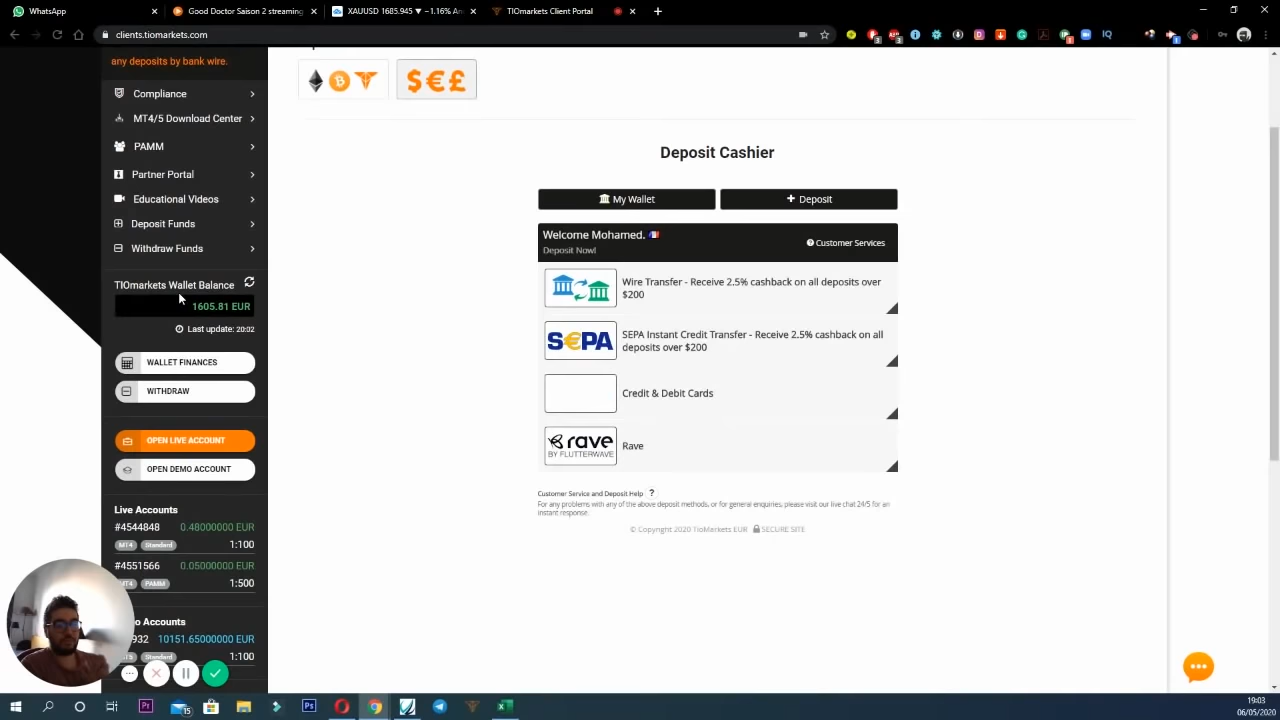 WhatsApp
Good Doctor Saison 2 streaming
XAUUSD 1685.945 ▼ −1.16%
TIOmarkets Portal
clients.tiomarkets.com
any deposits by bank wire.
Compliance
MT4/5 Download Center
PAMM
Partner Portal
Educational Videos
Deposit Funds
Withdraw Funds
TIOmarkets Wallet Balance
1605.81 EUR
Last update: 20:02
WALLET FINANCES
WITHDRAW
OPEN LIVE ACCOUNT
OPEN DEMO ACCOUNT
Live Accounts
#4544848 0.48000000 EUR
MT4 Standard 1:100
#4551566 0.05000000 EUR
MT4 PAMM 1:500
Accounts
932 10151.65000000 EUR
Standard 1:100
$€£
Deposit Cashier
My Wallet
Deposit
Welcome Mohamed.
Deposit Now!
Customer Services
Wire Transfer - Receive 2.5% cashback on all deposits over
$200
SEPA
SEPA Instant Credit Transfer - Receive 2.5% cashback on all
deposits over $200
Credit & Debit Cards
rave
BY FLUTTERWAVE
Rave
Customer Service and Deposit Help ?
For any problems with any of the above deposit methods, or for general enquiries, please visit our live chat 24/5 for an
instant response.
© Copyright 2020 TioMarkets EUR SECURE SITE
19:03
06/05/2020